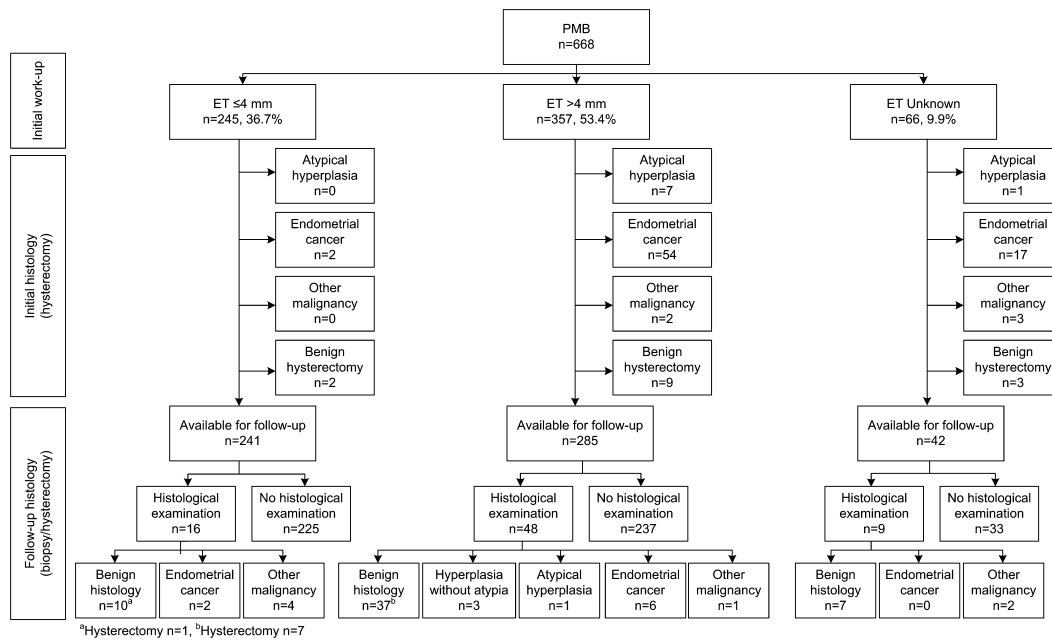 PMB
n=668
Initial work-up
ET ≤4 mm
n=245, 36.7%
ET >4 mm
n=357, 53.4%
ET Unknown
n=66, 9.9%
Initial histology
(hysterectomy)
Atypical
hyperplasia
n=0
Endometrial
cancer
n=2
Other
malignancy
n=0
Benign
hysterectomy
n=2
Atypical
hyperplasia
n=7
Endometrial
cancer
n=54
Other
malignancy
n=2
Benign
hysterectomy
n=9
Atypical
hyperplasia
n=1
Endometrial
cancer
n=17
Other
malignancy
n=3
Benign
hysterectomy
n=3
Follow-up histology
(biopsy/hysterectomy)
Available for follow-up
n=241
Available for follow-up
n=285
Available for follow-up
n=42
Histological
examination
n=16
No histological
examination
n=225
Histological
examination
n=48
No histological
examination
n=237
Histological
examination
n=9
No histological
examination
n=33
Benign
histology
n=10ᵃ
Endometrial
cancer
n=2
Other
malignancy
n=4
Benign
histology
n=37ᵇ
Hyperplasia
without atypia
n=3
Atypical
hyperplasia
n=1
Endometrial
cancer
n=6
Other
malignancy
n=1
Benign
histology
n=7
Endometrial
cancer
n=0
Other
malignancy
n=2
ᵃHysterectomy n=1, ᵇHysterectomy n=7